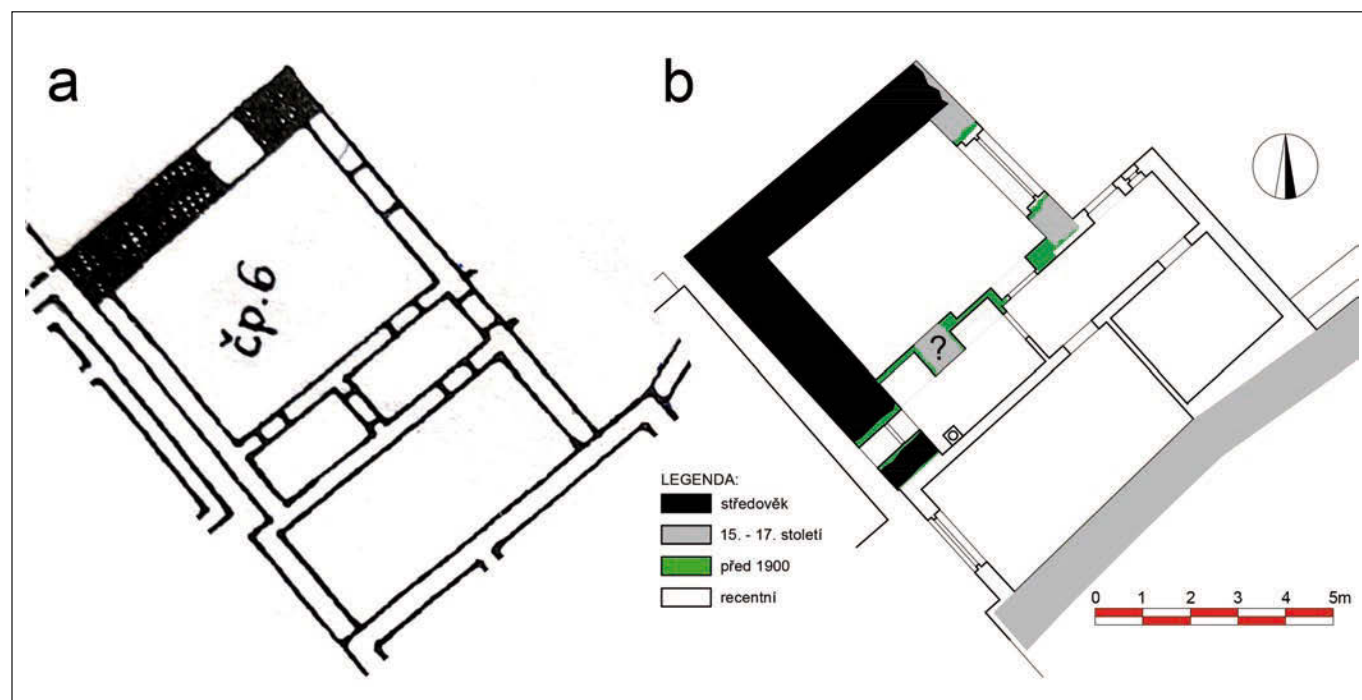 a
b
čp.6
?
LEGENDA:
středověk
15. - 17. století
před 1900
recentní
0 1 2 3 4 5m